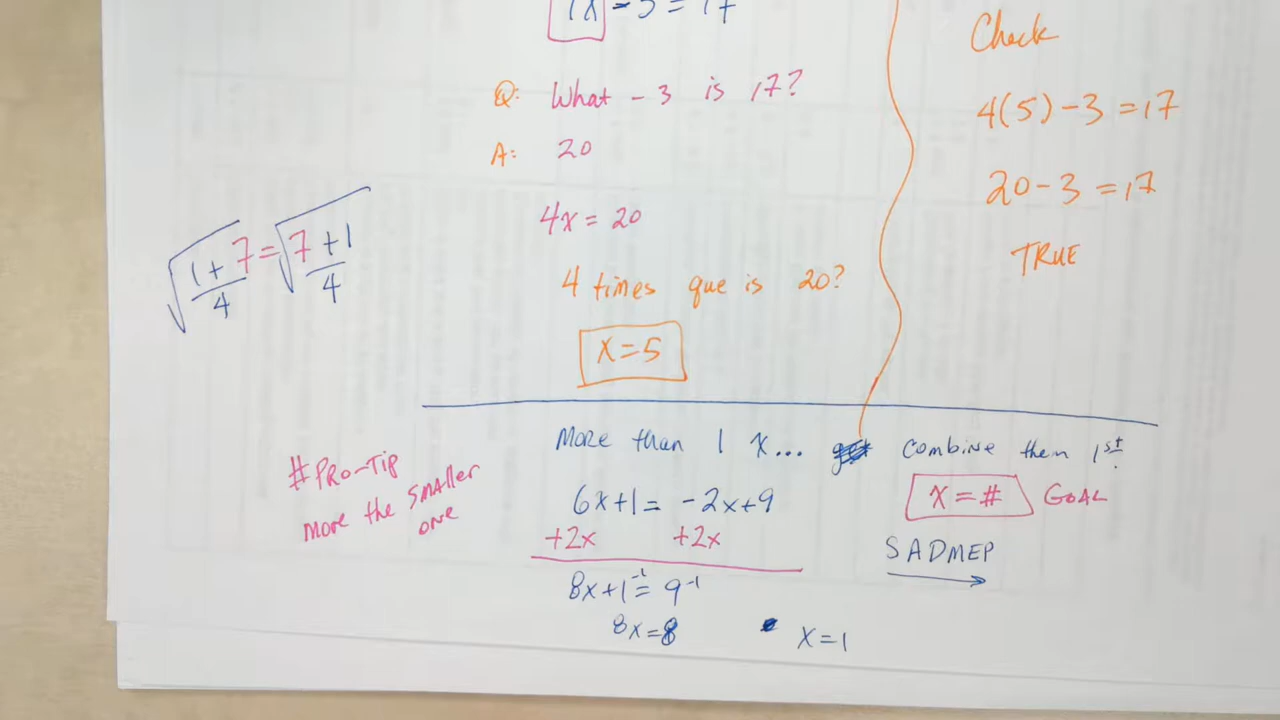 - 3 = 17
Q: What - 3 is 17?
A: 20
4x = 20
4 times que is 20?
x = 5
Check
4(5) - 3 = 17
20 - 3 = 17
TRUE
√(1 + 7)/4 = √(7 + 1)/4
More than 1 x... combine them 1st.
#PRO-TIP
move the smaller
one
6x + 1 = -2x + 9
+2x +2x
8x + 1 -1 = 9 -1
8x = 8
x = 1
x = # GOAL
SADMEP